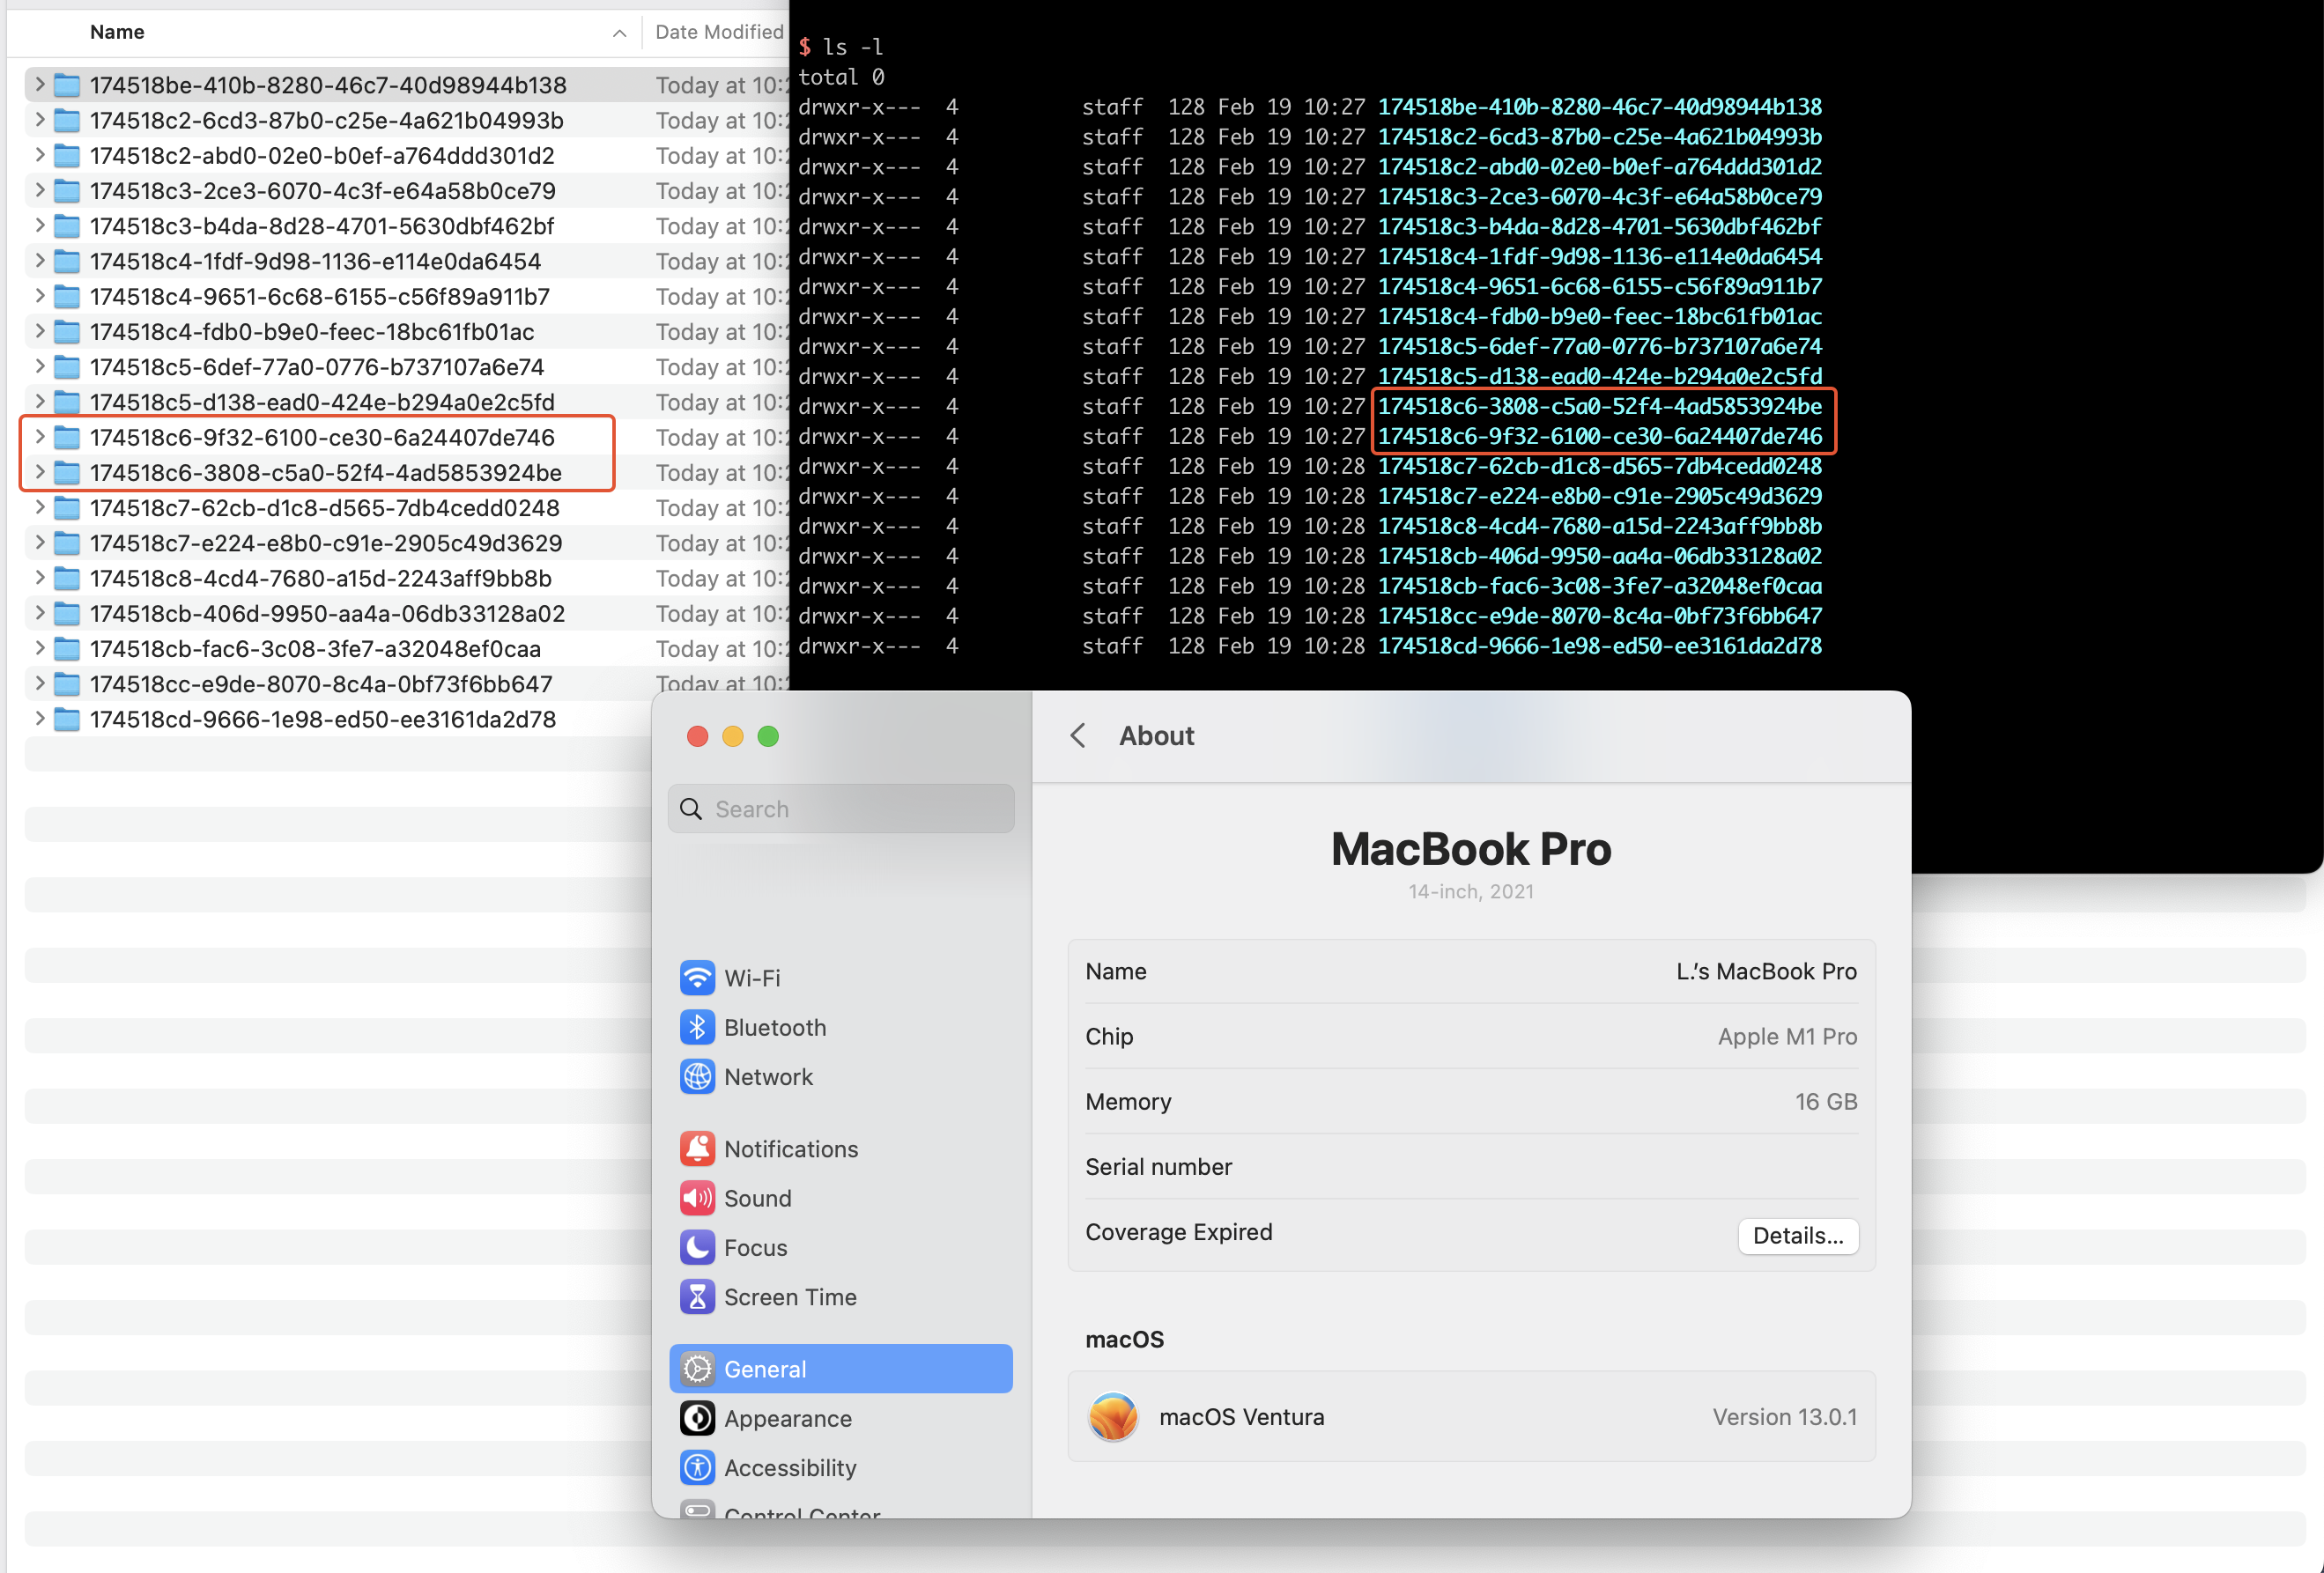 Name Date Modified
174518be-410b-8280-46c7-40d98944b138 Today at 10:2
174518c2-6cd3-87b0-c25e-4a621b04993b Today at 10:2
174518c2-abd0-02e0-b0ef-a764ddd301d2 Today at 10:2
174518c3-2ce3-6070-4c3f-e64a58b0ce79 Today at 10:2
174518c3-b4da-8d28-4701-5630dbf462bf Today at 10:2
174518c4-1fdf-9d98-1136-e114e0da6454 Today at 10:2
174518c4-9651-6c68-6155-c56f89a911b7 Today at 10:2
174518c4-fdb0-b9e0-feec-18bc61fb01ac Today at 10:2
174518c5-6def-77a0-0776-b737107a6e74 Today at 10:2
174518c5-d138-ead0-424e-b294a0e2c5fd Today at 10:2
174518c6-9f32-6100-ce30-6a24407de746 Today at 10:2
174518c6-3808-c5a0-52f4-4ad5853924be Today at 10:2
174518c7-62cb-d1c8-d565-7db4cedd0248 Today at 10:2
174518c7-e224-e8b0-c91e-2905c49d3629 Today at 10:2
174518c8-4cd4-7680-a15d-2243aff9bb8b Today at 10:2
174518cb-406d-9950-aa4a-06db33128a02 Today at 10:2
174518cb-fac6-3c08-3fe7-a32048ef0caa Today at 10:2
174518cc-e9de-8070-8c4a-0bf73f6bb647 Today at 10:2
174518cd-9666-1e98-ed50-ee3161da2d78
$ ls -l
total 0
drwxr-x--- 4 staff 128 Feb 19 10:27 174518be-410b-8280-46c7-40d98944b138
drwxr-x--- 4 staff 128 Feb 19 10:27 174518c2-6cd3-87b0-c25e-4a621b04993b
drwxr-x--- 4 staff 128 Feb 19 10:27 174518c2-abd0-02e0-b0ef-a764ddd301d2
drwxr-x--- 4 staff 128 Feb 19 10:27 174518c3-2ce3-6070-4c3f-e64a58b0ce79
drwxr-x--- 4 staff 128 Feb 19 10:27 174518c3-b4da-8d28-4701-5630dbf462bf
drwxr-x--- 4 staff 128 Feb 19 10:27 174518c4-1fdf-9d98-1136-e114e0da6454
drwxr-x--- 4 staff 128 Feb 19 10:27 174518c4-9651-6c68-6155-c56f89a911b7
drwxr-x--- 4 staff 128 Feb 19 10:27 174518c4-fdb0-b9e0-feec-18bc61fb01ac
drwxr-x--- 4 staff 128 Feb 19 10:27 174518c5-6def-77a0-0776-b737107a6e74
drwxr-x--- 4 staff 128 Feb 19 10:27 174518c5-d138-ead0-424e-b294a0e2c5fd
drwxr-x--- 4 staff 128 Feb 19 10:27 174518c6-3808-c5a0-52f4-4ad5853924be
drwxr-x--- 4 staff 128 Feb 19 10:27 174518c6-9f32-6100-ce30-6a24407de746
drwxr-x--- 4 staff 128 Feb 19 10:28 174518c7-62cb-d1c8-d565-7db4cedd0248
drwxr-x--- 4 staff 128 Feb 19 10:28 174518c7-e224-e8b0-c91e-2905c49d3629
drwxr-x--- 4 staff 128 Feb 19 10:28 174518c8-4cd4-7680-a15d-2243aff9bb8b
drwxr-x--- 4 staff 128 Feb 19 10:28 174518cb-406d-9950-aa4a-06db33128a02
drwxr-x--- 4 staff 128 Feb 19 10:28 174518cb-fac6-3c08-3fe7-a32048ef0caa
drwxr-x--- 4 staff 128 Feb 19 10:28 174518cc-e9de-8070-8c4a-0bf73f6bb647
drwxr-x--- 4 staff 128 Feb 19 10:28 174518cd-9666-1e98-ed50-ee3161da2d78
Search
Wi-Fi
Bluetooth
Network
Notifications
Sound
Focus
Screen Time
General
Appearance
Accessibility
Control Center
About
MacBook Pro
14-inch, 2021
Name L.'s MacBook Pro
Chip Apple M1 Pro
Memory 16 GB
Serial number
Coverage Expired Details...
macOS
macOS Ventura Version 13.0.1